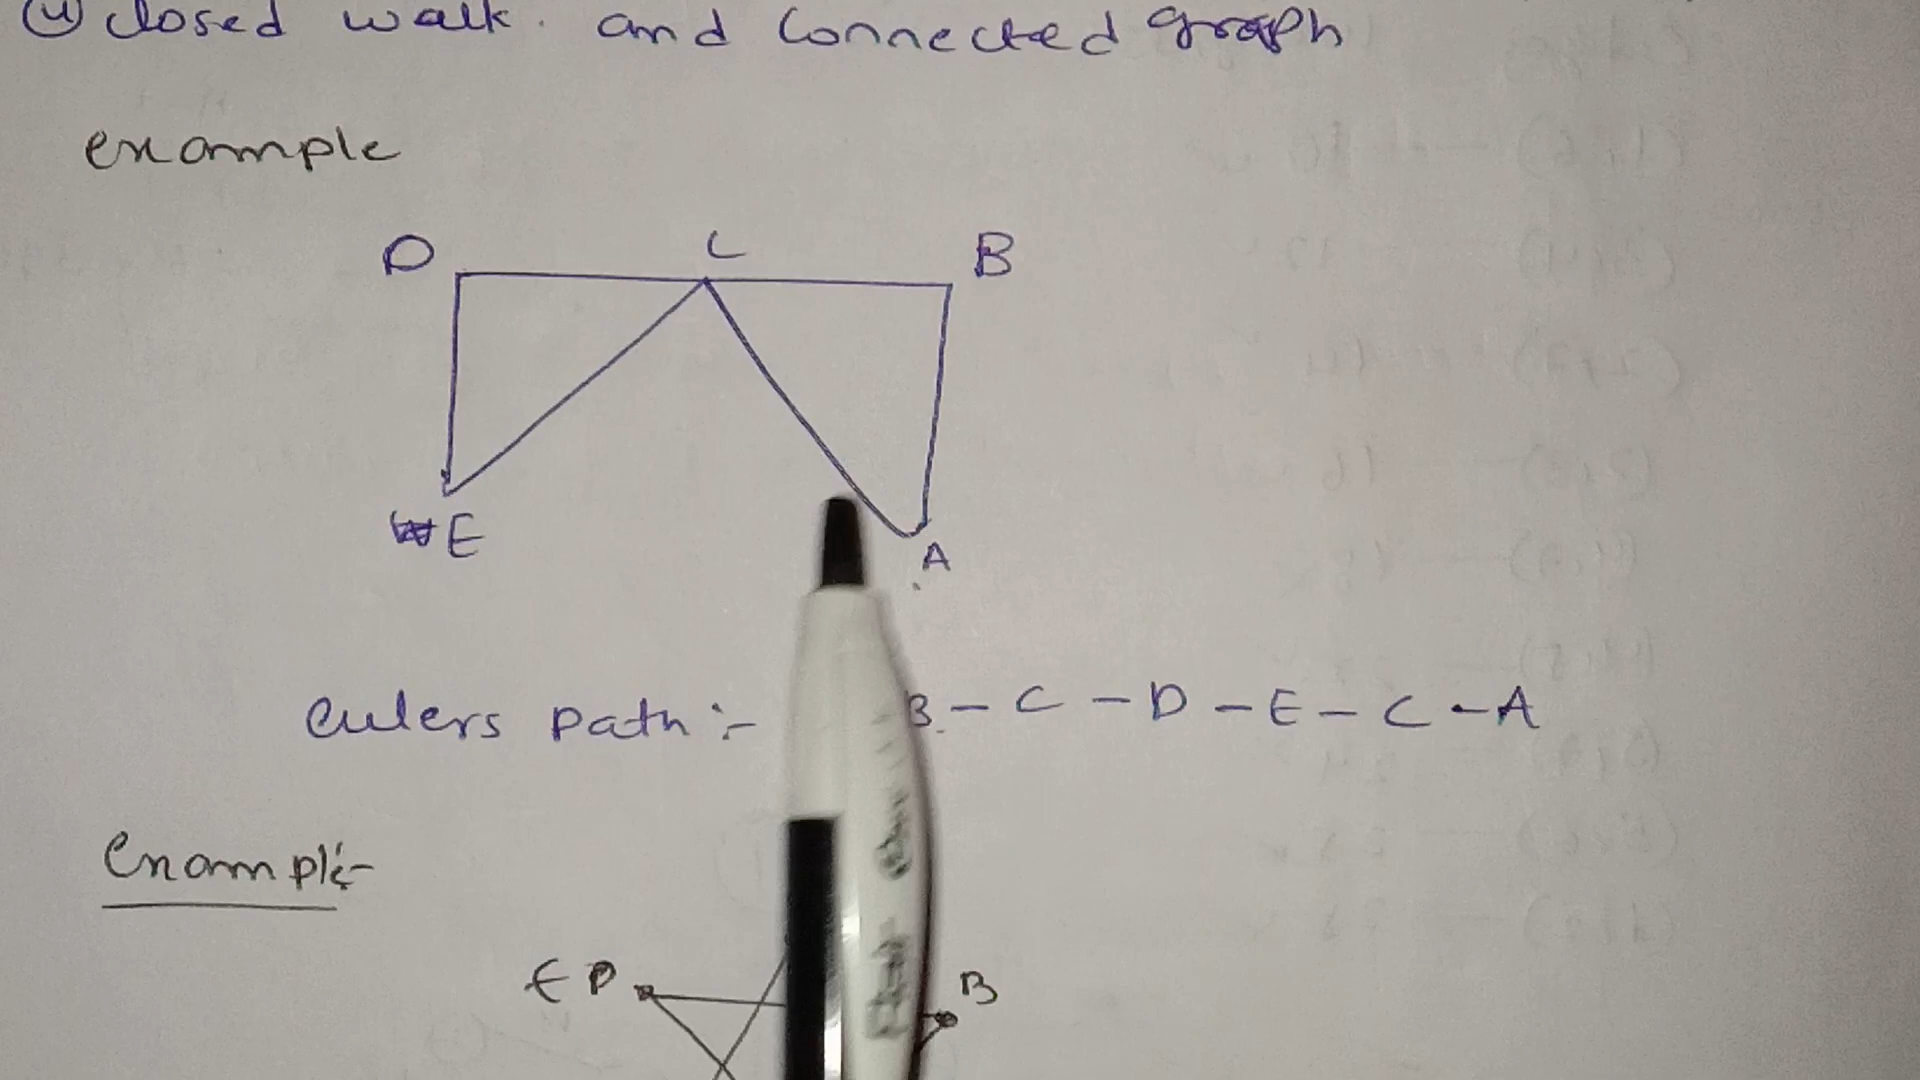 (4) closed walk. and connected graph
example
D C B
E A
eulers path :- B - C - D - E - C - A
Example:-
E D B